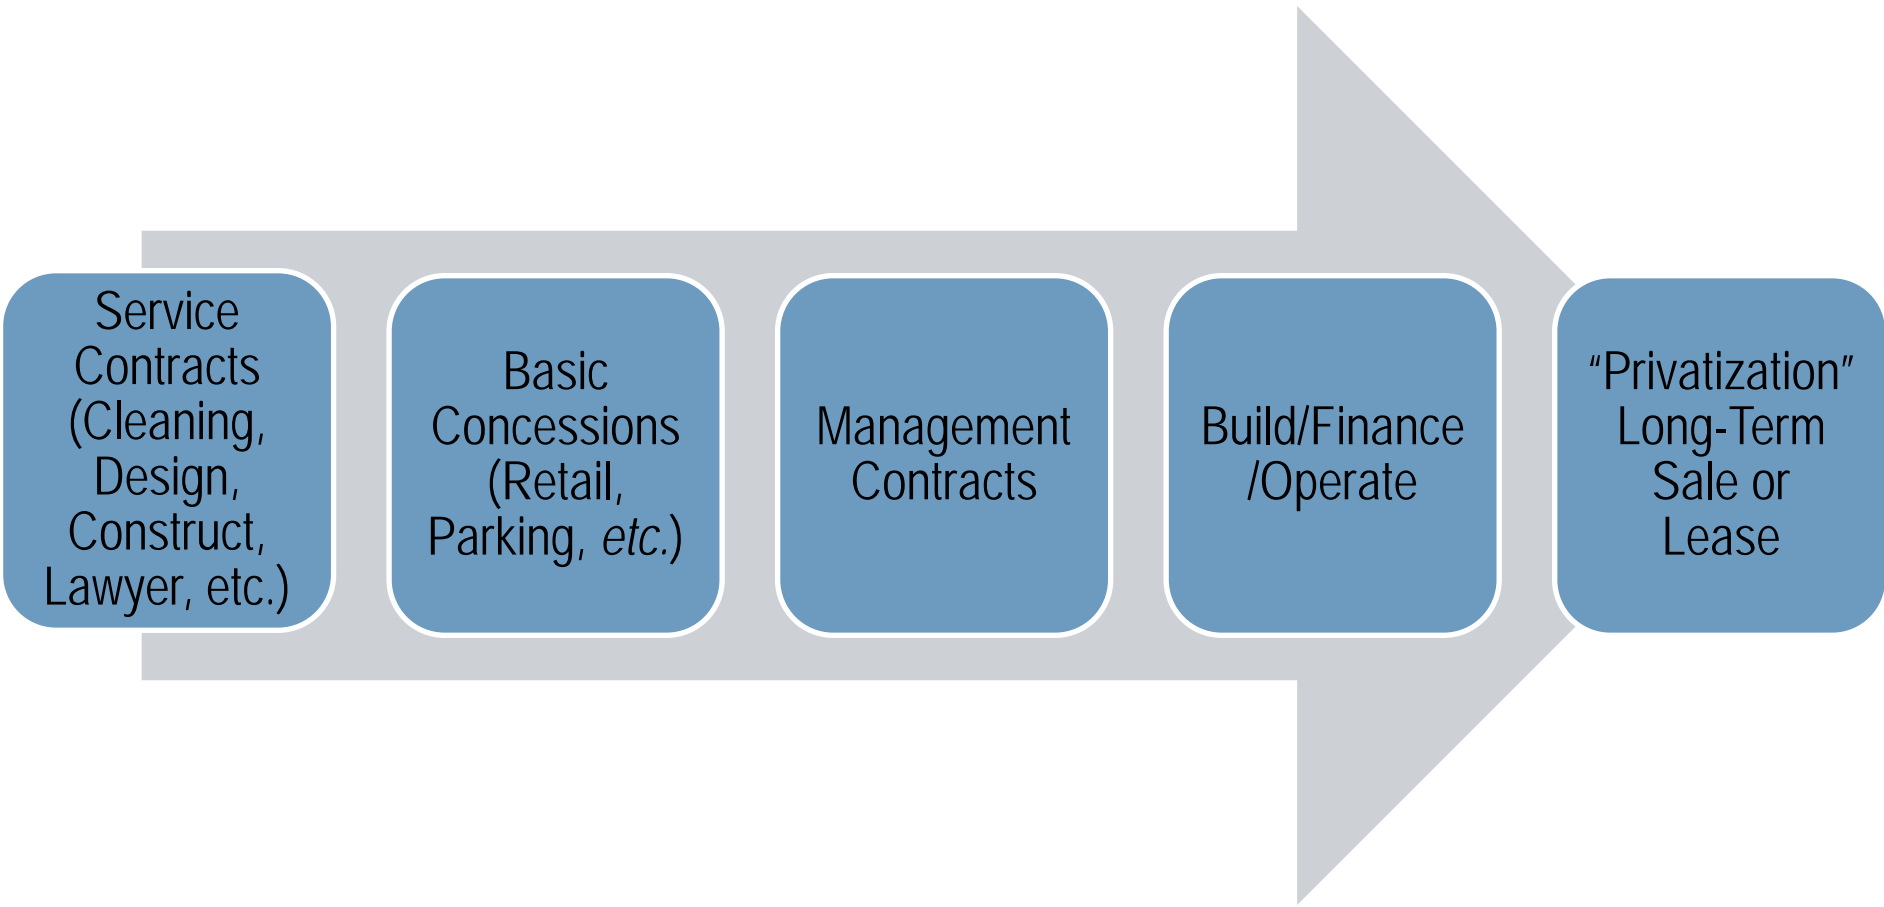 Service
Contracts
(Cleaning,
Design,
Construct,
Lawyer, etc.)
Basic
Concessions
(Retail,
Parking, etc.)
Management
Contracts
Build/Finance
/Operate
“Privatization”
Long-Term
Sale or
Lease